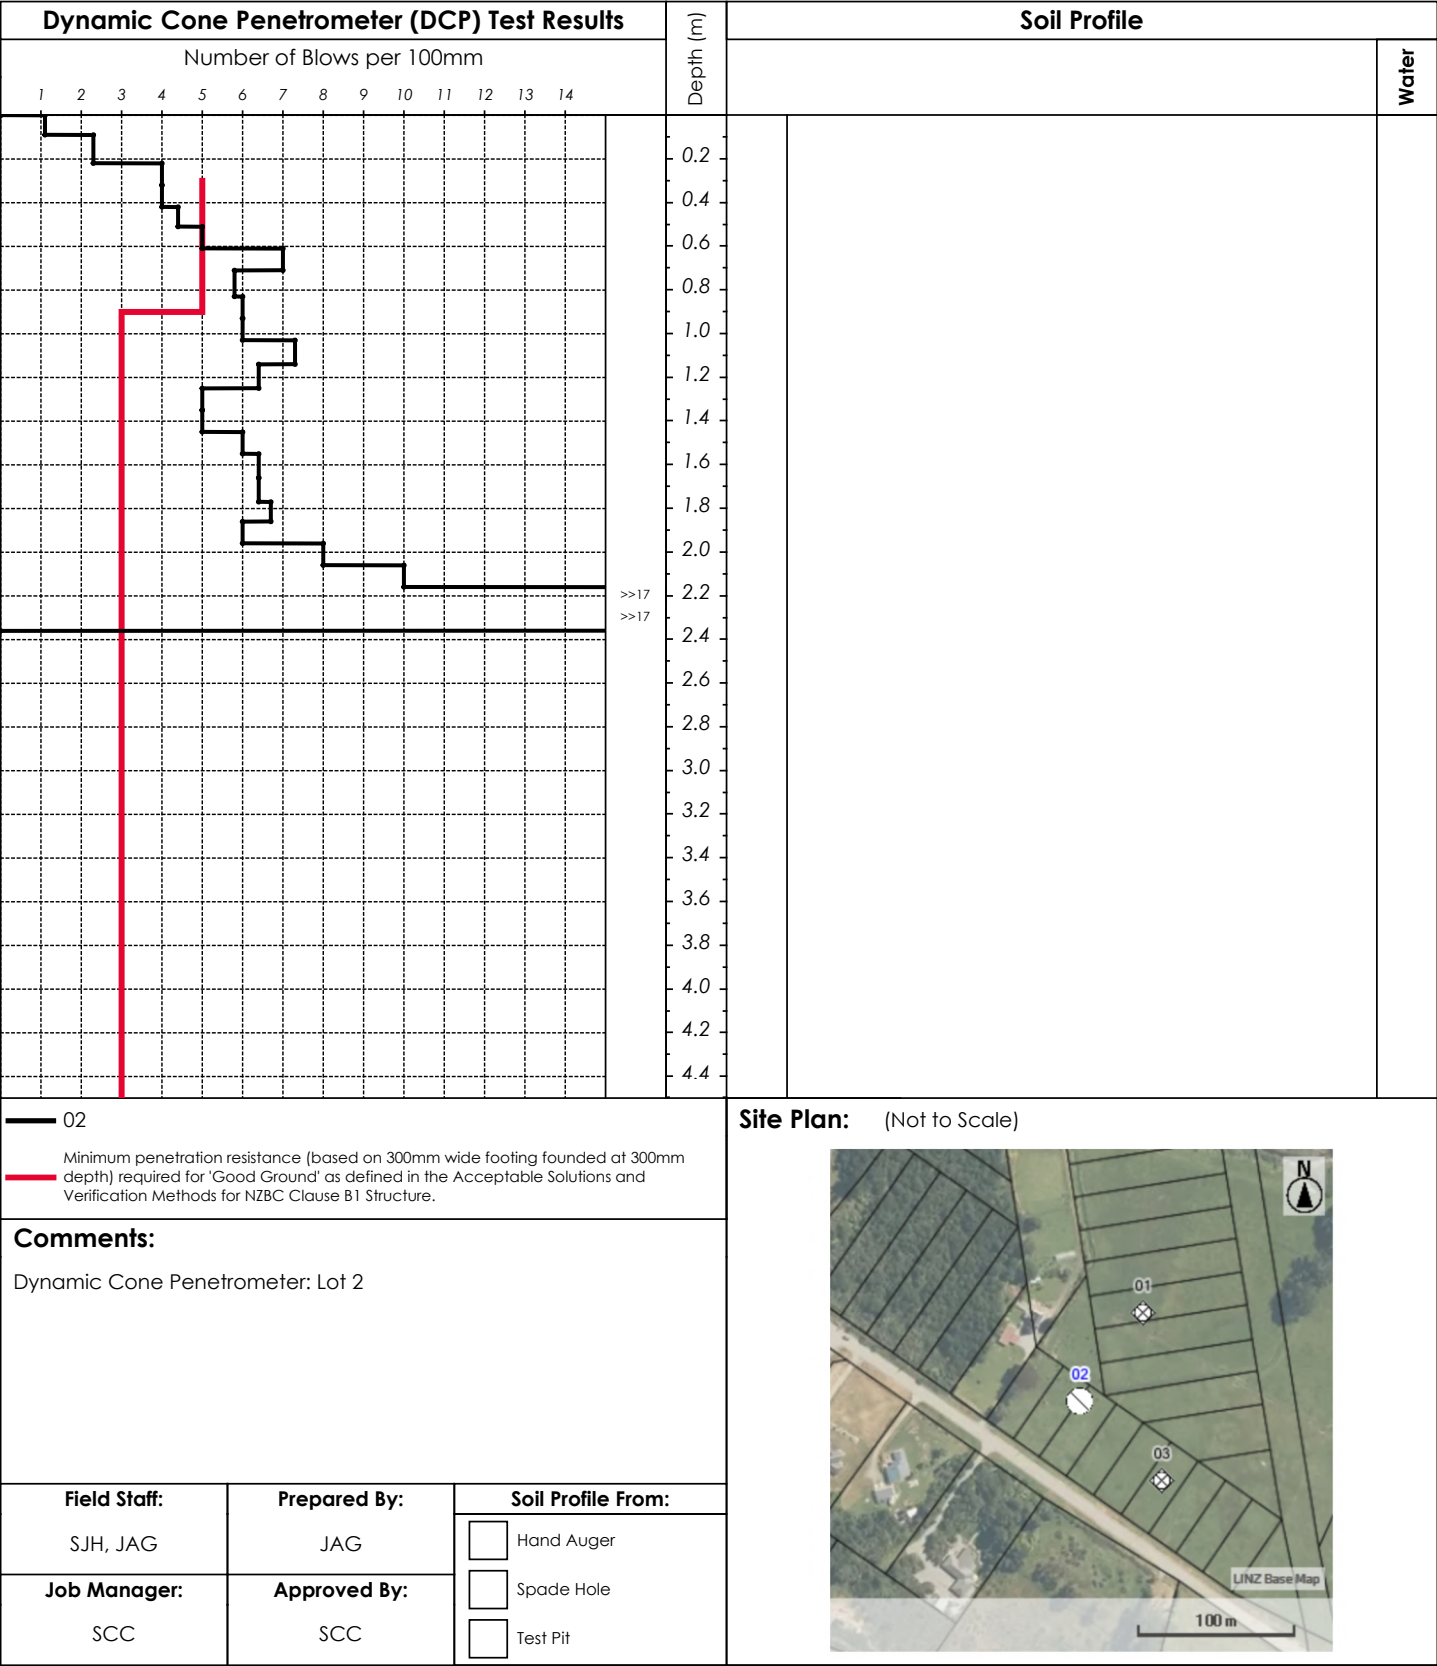 Dynamic Cone Penetrometer (DCP) Test Results
Number of Blows per 100mm
1 2 3 4 5 6 7 8 9 10 11 12 13 14
Depth (m)
Soil Profile
Water
0.2
0.4
0.6
0.8
1.0
1.2
1.4
1.6
1.8
2.0
>>17 2.2
>>17
2.4
2.6
2.8
3.0
3.2
3.4
3.6
3.8
4.0
4.2
4.4
02
Minimum penetration resistance (based on 300mm wide footing founded at 300mm
depth) required for 'Good Ground' as defined in the Acceptable Solutions and
Verification Methods for NZBC Clause B1 Structure.
Comments:
Dynamic Cone Penetrometer: Lot 2
Field Staff:
SJH, JAG
Prepared By:
JAG
Job Manager:
SCC
Approved By:
SCC
Soil Profile From:
Hand Auger
Spade Hole
Test Pit
Site Plan: (Not to Scale)
N
01
02
03
LINZ Base Map
100 m